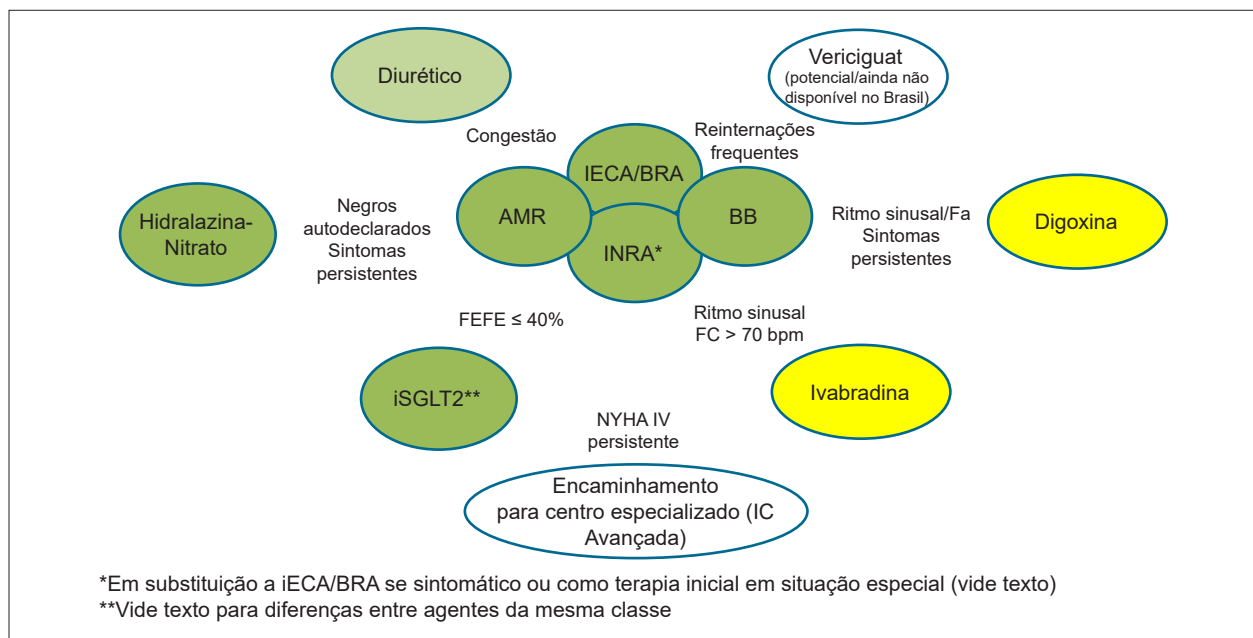 Diurético
Vericiguat
(potencial/ainda não
disponível no Brasil)
Congestão
Reinternações
frequentes
IECA/BRA
Hidralazina-
Nitrato
Negros
autodeclarados
Sintomas
persistentes
AMR
BB
INRA*
Ritmo sinusal/Fa
Sintomas
persistentes
Digoxina
FEFE ≤ 40%
Ritmo sinusal
FC > 70 bpm
iSGLT2**
Ivabradina
NYHA IV
persistente
Encaminhamento
para centro especializado (IC
Avançada)
*Em substituição a iECA/BRA se sintomático ou como terapia inicial em situação especial (vide texto)
**Vide texto para diferenças entre agentes da mesma classe